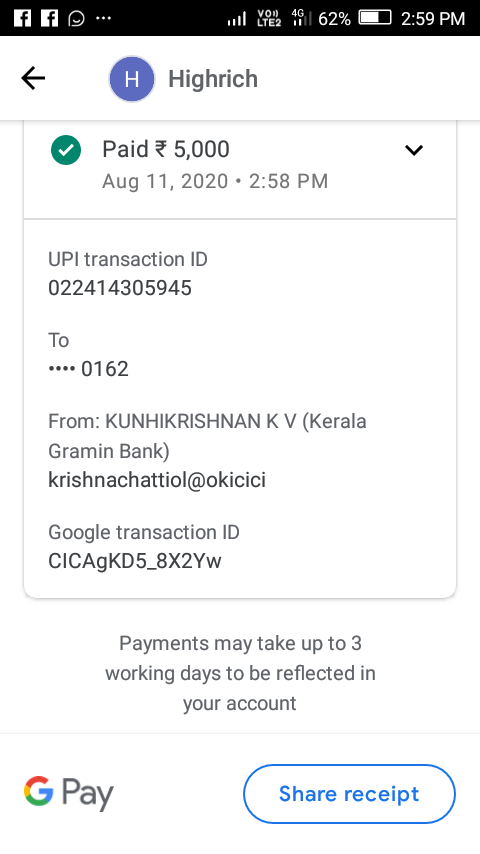 VO)) LTE2 4G 62% 2:59 PM
H Highrich
Paid ₹ 5,000
Aug 11, 2020 • 2:58 PM
UPI transaction ID
022414305945
To
•••• 0162
From: KUNHIKRISHNAN K V (Kerala
Gramin Bank)
krishnachattiol@okicici
Google transaction ID
CICAgKD5_8X2Yw
Payments may take up to 3
working days to be reflected in
your account
G Pay
Share receipt